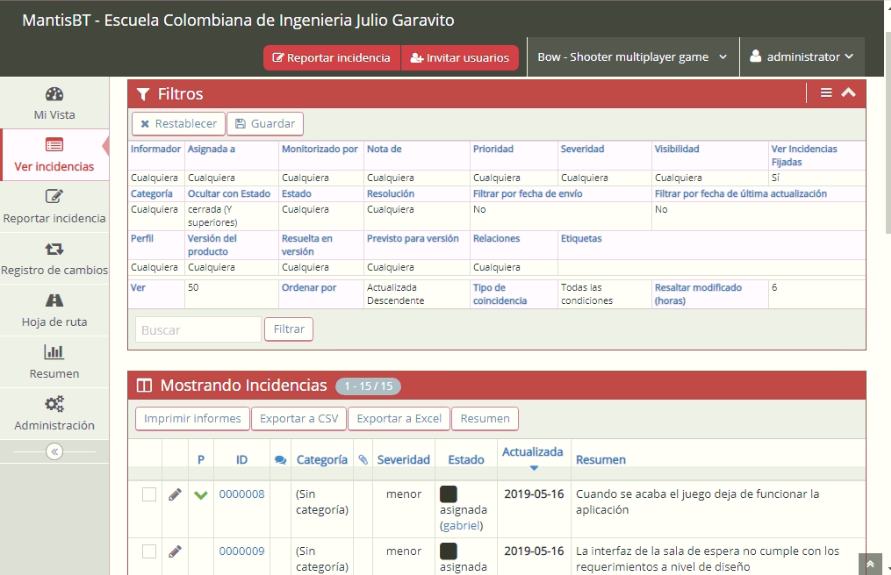 MantisBT - Escuela Colombiana de Ingenieria Julio Garavito
Reportar incidencia Invitar usuarios Bow - Shooter multiplayer game administrator
Mi Vista
Ver incidencias
Reportar incidencia
Registro de cambios
Hoja de ruta
Resumen
Administración
Filtros
Restablecer Guardar
Informador Asignada a Monitorizado por Nota de Prioridad Severidad Visibilidad Ver Incidencias
Fijadas
Cualquiera Cualquiera Cualquiera Cualquiera Cualquiera Cualquiera Cualquiera Sí
Categoría Ocultar con Estado Estado Resolución Filtrar por fecha de envío Filtrar por fecha de última actualización
Cualquiera cerrada (Y Cualquiera Cualquiera No No
superiores)
Perfil Versión del Resuelta en Previsto para versión Relaciones Etiquetas
producto versión
Cualquiera Cualquiera Cualquiera Cualquiera Cualquiera
Ver 50 Ordenar por Actualizada Tipo de Todas las Resaltar modificado 6
Descendente coincidencia condiciones (horas)
Buscar Filtrar
Mostrando Incidencias 1 - 15 / 15
Imprimir informes Exportar a CSV Exportar a Excel Resumen
P ID Categoría Severidad Estado Actualizada Resumen
0000008 (Sin menor 2019-05-16 Cuando se acaba el juego deja de funcionar la
categoría) asignada aplicación
(gabriel)
0000009 (Sin menor 2019-05-16 La interfaz de la sala de espera no cumple con los
categoría) asignada requerimientos a nivel de diseño